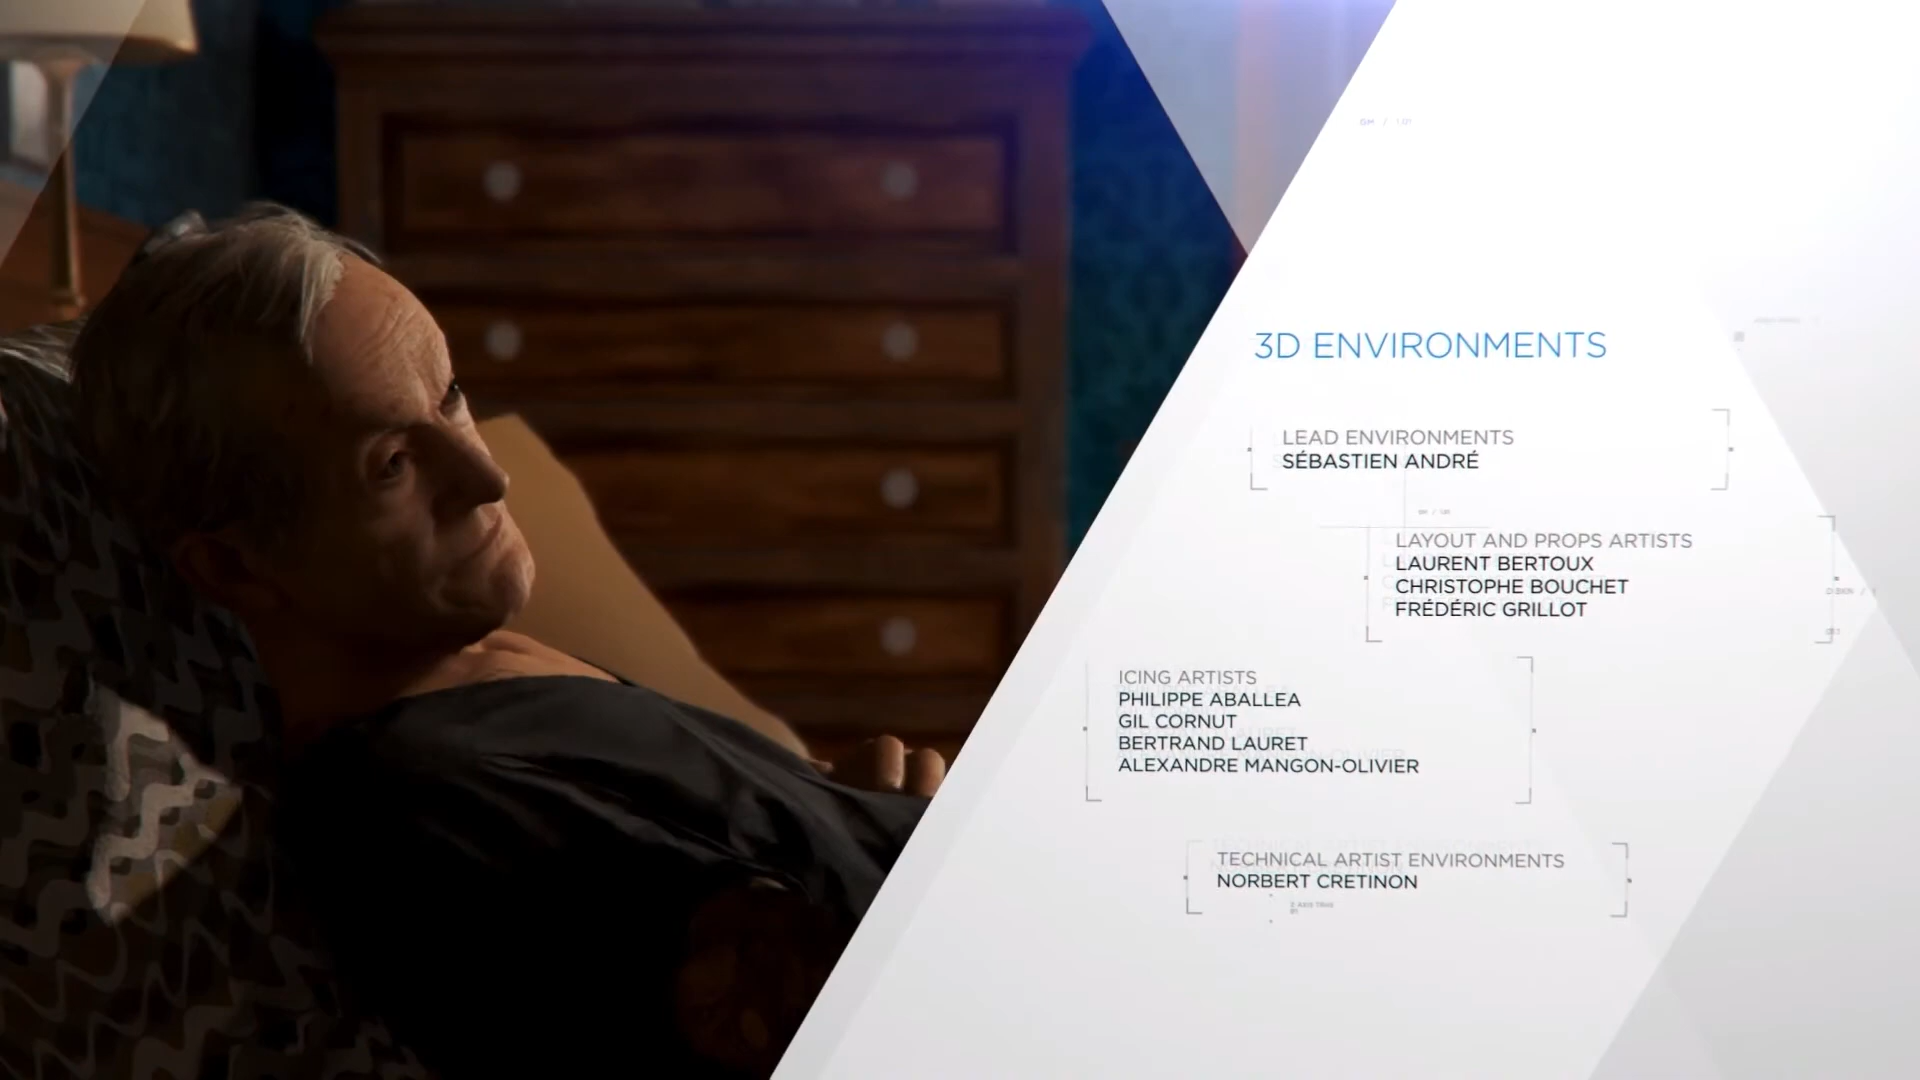 3D ENVIRONMENTS
LEAD ENVIRONMENTS
SÉBASTIEN ANDRÉ
LAYOUT AND PROPS ARTISTS
LAURENT BERTOUX
CHRISTOPHE BOUCHET
FRÉDÉRIC GRILLOT
ICING ARTISTS
PHILIPPE ABALLEA
GIL CORNUT
BERTRAND LAURET
ALEXANDRE MANGON-OLIVIER
TECHNICAL ARTIST ENVIRONMENTS
NORBERT CRETINON